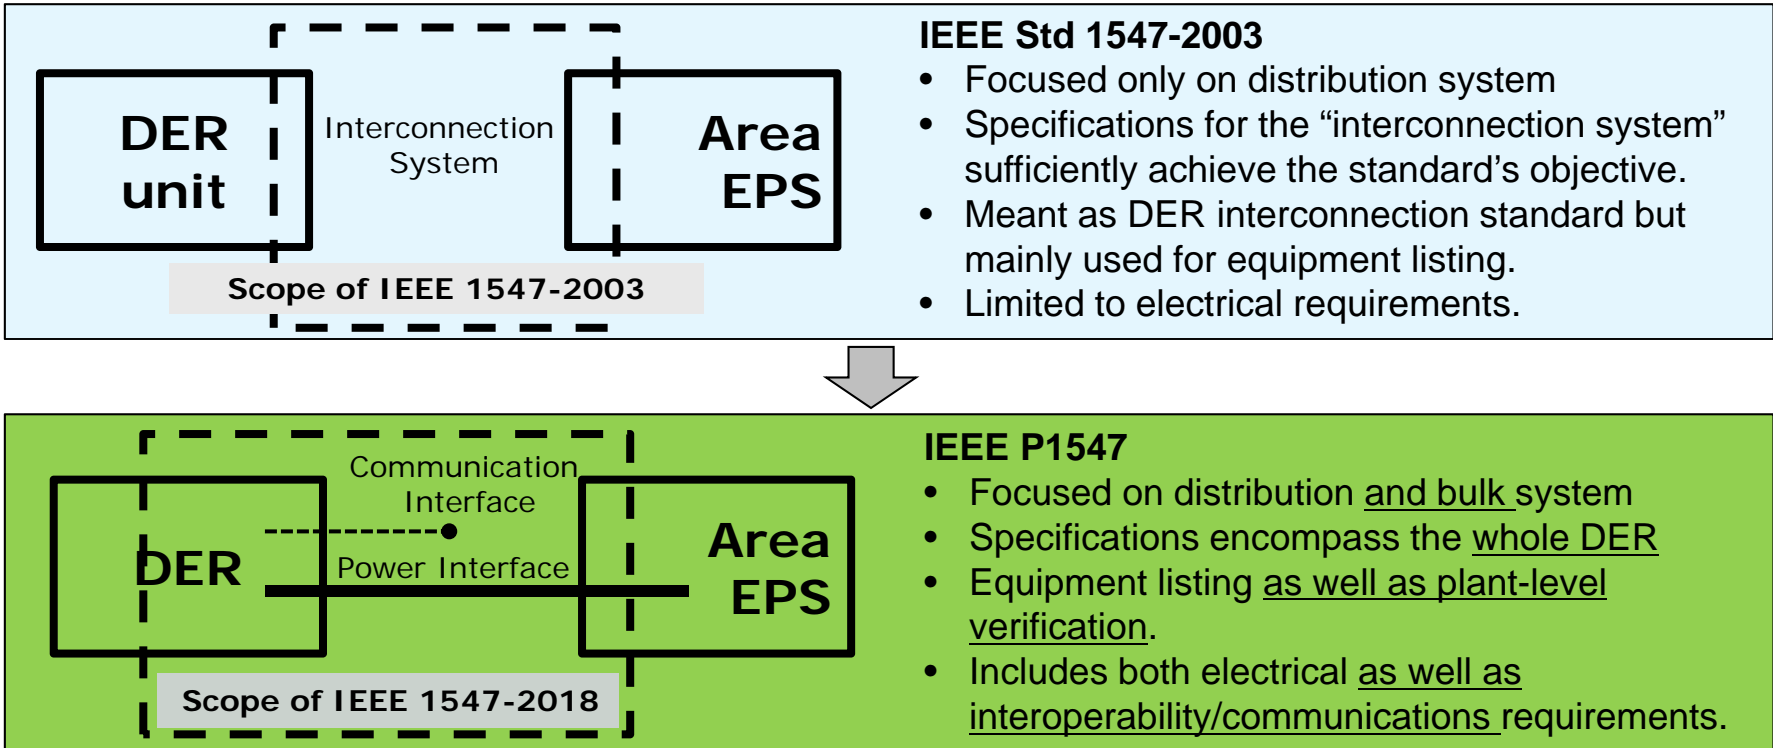 DER
unit
Interconnection
System
Area
EPS
Scope of IEEE 1547-2003
IEEE Std 1547-2003
• Focused only on distribution system
• Specifications for the “interconnection system”
sufficiently achieve the standard’s objective.
• Meant as DER interconnection standard but
mainly used for equipment listing.
• Limited to electrical requirements.
Communication
Interface
DER
Power Interface
Area
EPS
Scope of IEEE 1547-2018
IEEE P1547
• Focused on distribution and bulk system
• Specifications encompass the whole DER
• Equipment listing as well as plant-level
verification.
• Includes both electrical as well as
interoperability/communications requirements.